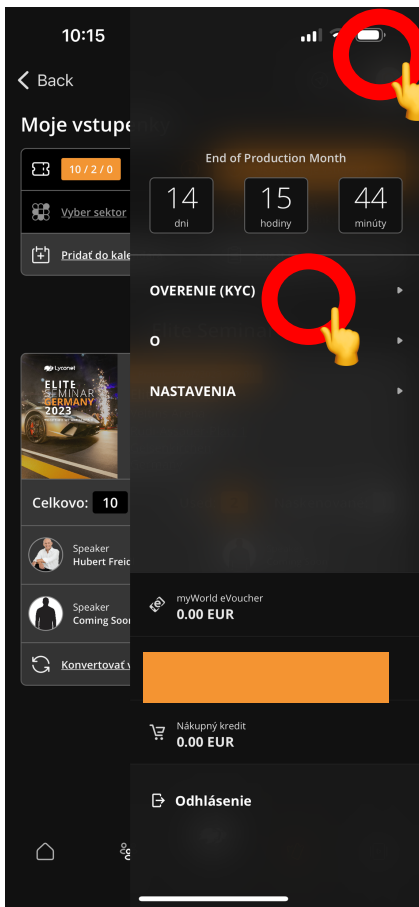 10:15
Back
Moje vstupe
10 / 2 / 0
Vyber sektor
Pridať do kale
Lyconet
ELITE
SEMINAR
GERMANY
2023
Celkovo: 10
Speaker
Hubert Freid
Speaker
Coming Soon
Konvertovať v
End of Production Month
14
dni
15
hodiny
44
minúty
OVERENIE (KYC)
O
NASTAVENIA
myWorld eVoucher
0.00 EUR
Nákupný kredit
0.00 EUR
Odhlásenie